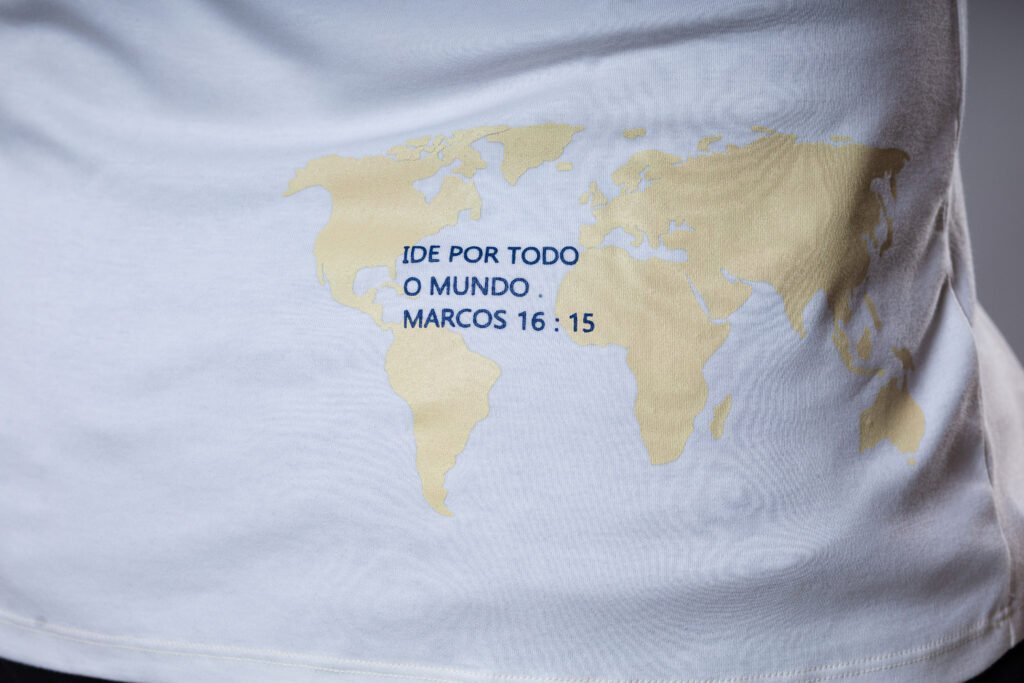 IDE POR TODO
O MUNDO .
MARCOS 16 : 15